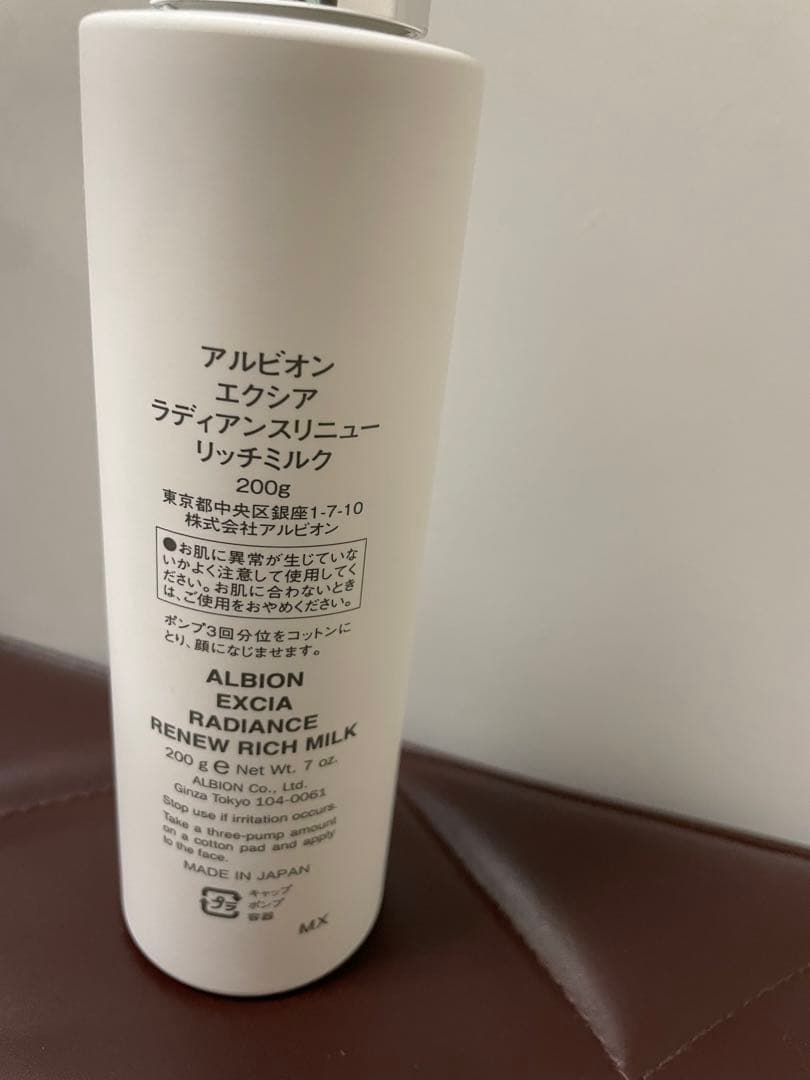 アルビオン
エクシア
ラディアンスリニュー
リッチミルク
200g
東京都中央区銀座1-7-10
株式会社アルビオン
●お肌に異常が生じていな
いかよく注意して使用してく
ださい。お肌に合わないとき
は、ご使用をおやめください。
ポンプ3回分位をコットンに
とり、顔になじませます。
ALBION
EXCIA
RADIANCE
RENEW RICH MILK
200 g ℮ Net Wt. 7 oz.
ALBION Co., Ltd.
Ginza Tokyo 104-0061
Stop use if irritation occurs.
Take a three-pump amount
on a cotton pad and apply
to the face.
MADE IN JAPAN
プラ
キャップ
ポンプ
容器
MX